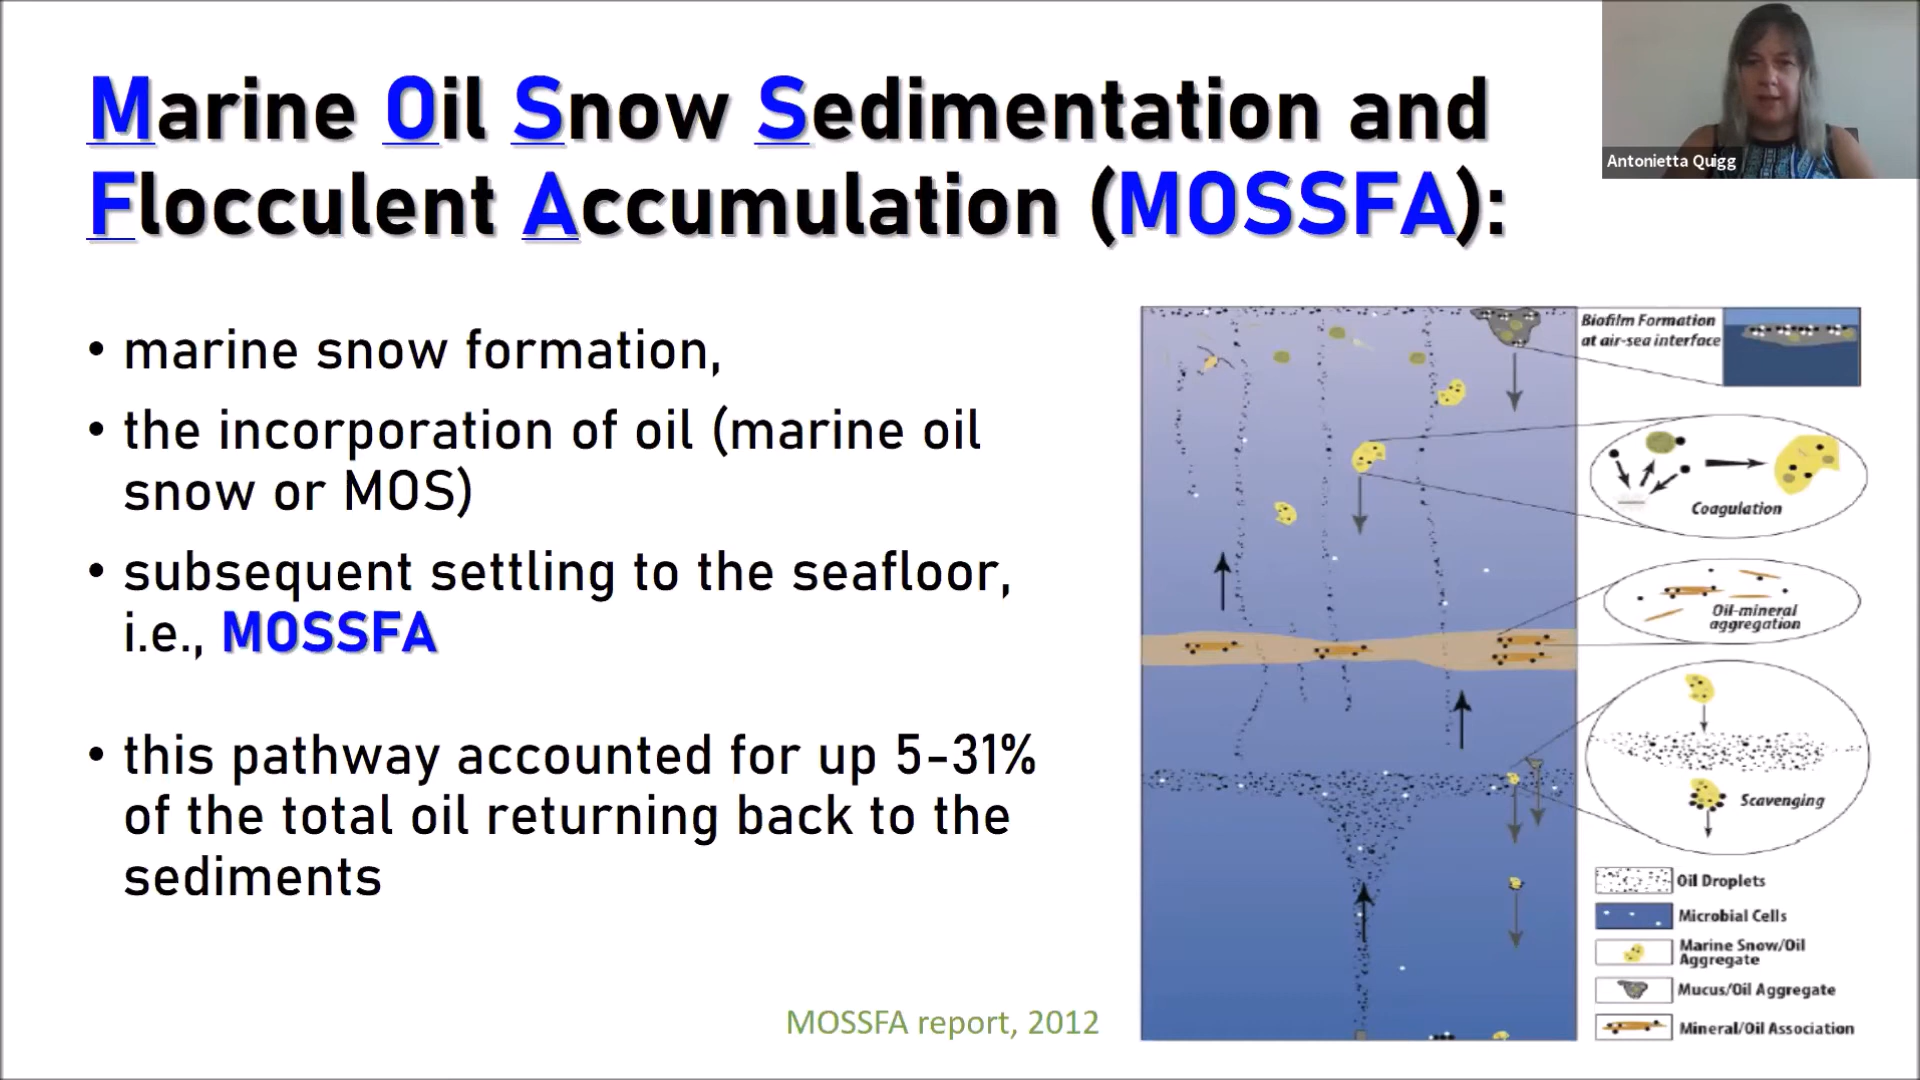 Marine Oil Snow Sedimentation and
Flocculent Accumulation (MOSSFA):
Antonietta Quigg
• marine snow formation,
• the incorporation of oil (marine oil
snow or MOS)
• subsequent settling to the seafloor,
i.e., MOSSFA
• this pathway accounted for up 5-31%
of the total oil returning back to the
sediments
MOSSFA report, 2012
Biofilm Formation
at air-sea interface
Coagulation
Oil-mineral
aggregation
Scavenging
Oil Droplets
Microbial Cells
Marine Snow/Oil
Aggregate
Mucus/Oil Aggregate
Mineral/Oil Association